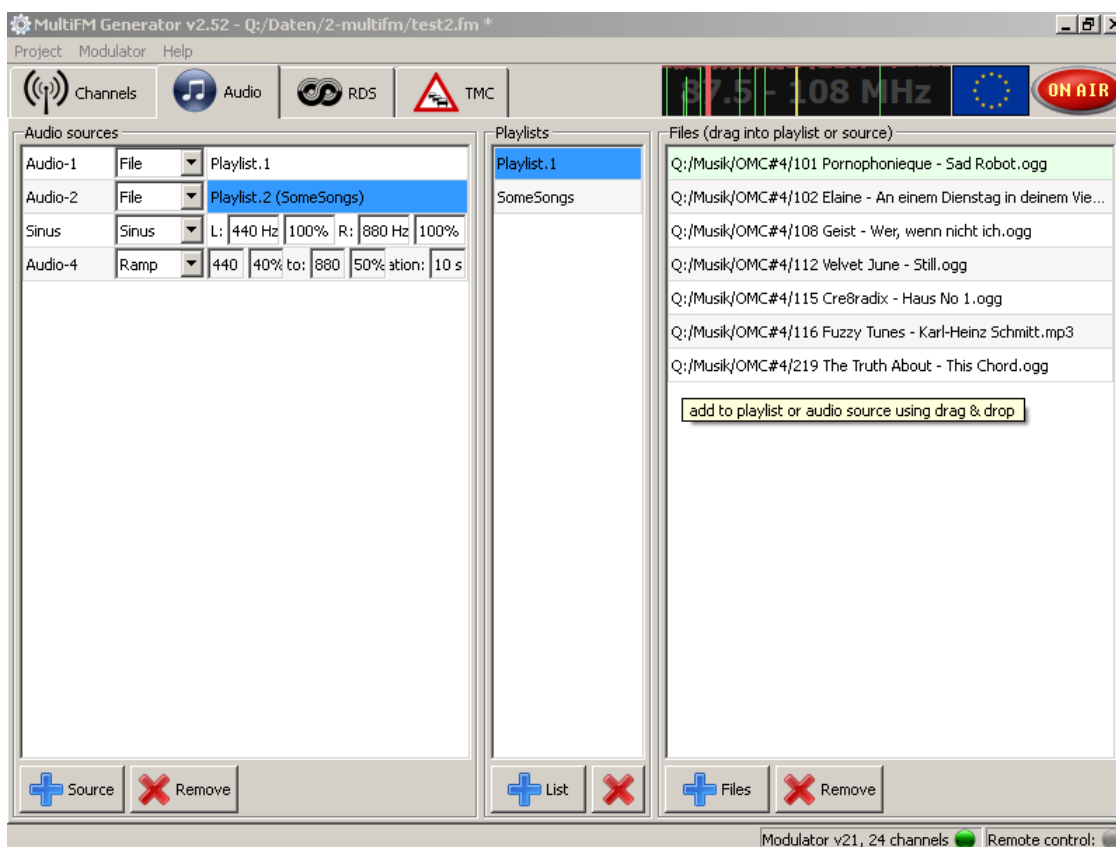 MultiFM Generator v2.52 - Q:/Daten/2-multifm/test2.fm *
Project Modulator Help
Channels Audio RDS TMC 87.5 - 108 MHz ON AIR
Audio sources Playlists Files (drag into playlist or source)
Audio-1 File Playlist.1 Playlist.1 Q:/Musik/OMC#4/101 Pornophonieque - Sad Robot.ogg
Audio-2 File Playlist.2 (SomeSongs) SomeSongs Q:/Musik/OMC#4/102 Elaine - An einem Dienstag in deinem Vie...
Sinus Sinus L: 440 Hz 100% R: 880 Hz 100% Q:/Musik/OMC#4/108 Geist - Wer, wenn nicht ich.ogg
Audio-4 Ramp 440 40% to: 880 50% ation: 10 s Q:/Musik/OMC#4/112 Velvet June - Still.ogg
Q:/Musik/OMC#4/115 Cre8radix - Haus No 1.ogg
Q:/Musik/OMC#4/116 Fuzzy Tunes - Karl-Heinz Schmitt.mp3
Q:/Musik/OMC#4/219 The Truth About - This Chord.ogg
add to playlist or audio source using drag & drop
Source Remove List Files Remove
Modulator v21, 24 channels Remote control: